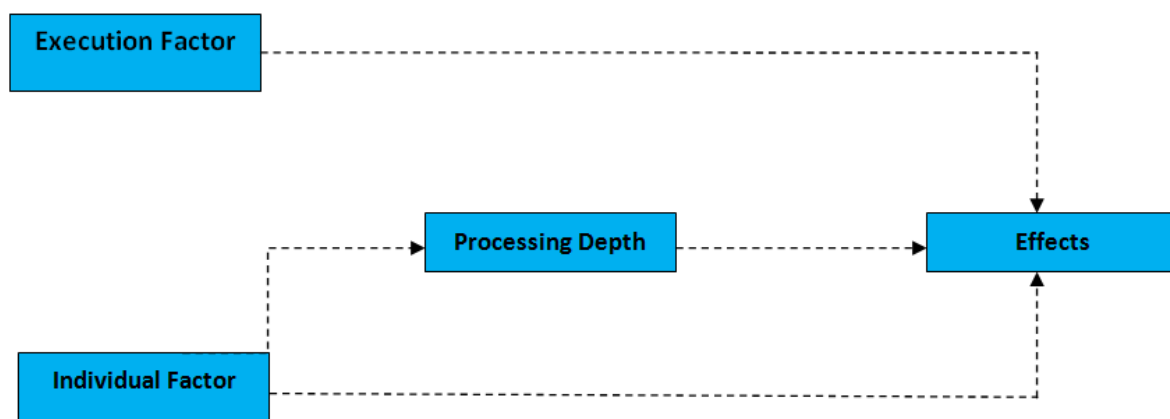 Execution Factor
Processing Depth
Effects
Individual Factor